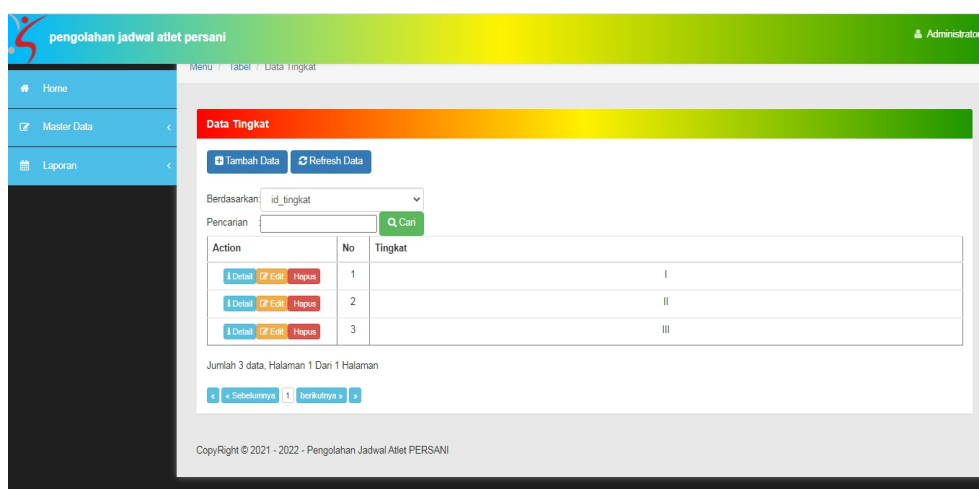 pengolahan jadwal atlet persani
Administrator
Menu / Tabel / Data Tingkat
Home
Master Data
Laporan
Data Tingkat
Tambah Data Refresh Data
Berdasarkan: id_tingkat
Pencarian : Cari
Action No Tingkat
Detail Edit Hapus 1 I
Detail Edit Hapus 2 II
Detail Edit Hapus 3 III
Jumlah 3 data, Halaman 1 Dari 1 Halaman
« « Sebelumnya 1 berikutnya » »
CopyRight © 2021 - 2022 - Pengolahan Jadwal Atlet PERSANI